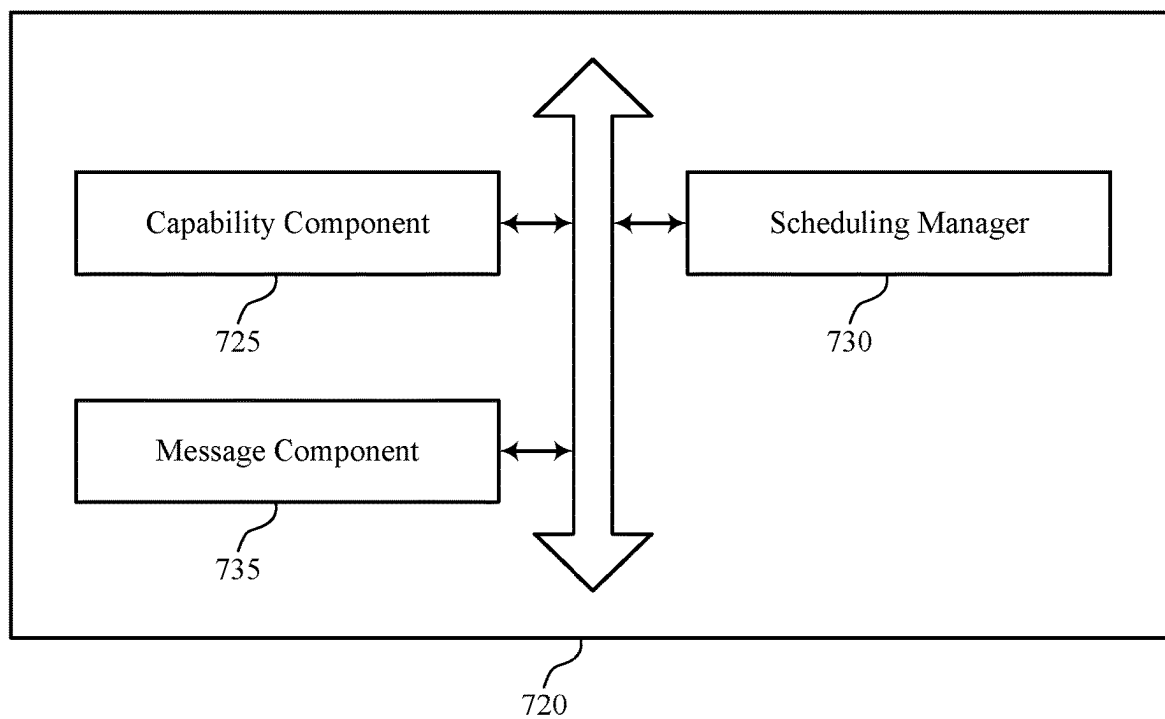 Capability Component
Scheduling Manager
725
730
Message Component
735
720